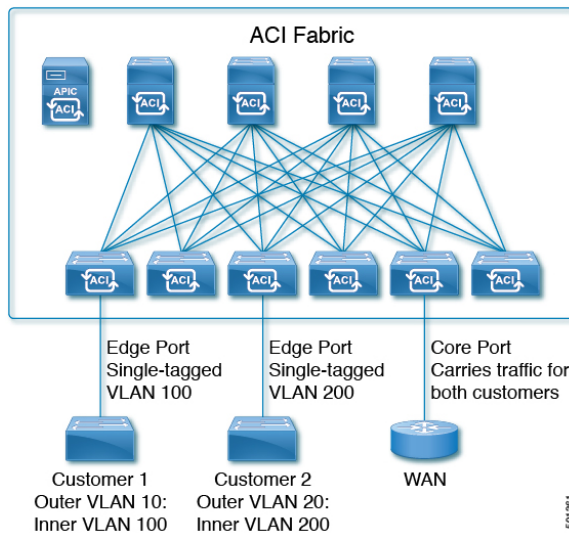 ACI Fabric
APIC
ACI
ACI
ACI
ACI
ACI
ACI
ACI
ACI
ACI
ACI
ACI
Edge Port
Single-tagged
VLAN 100
Edge Port
Single-tagged
VLAN 200
Core Port
Carries traffic for
both customers
Customer 1
Outer VLAN 10:
Inner VLAN 100
Customer 2
Outer VLAN 20:
Inner VLAN 200
WAN